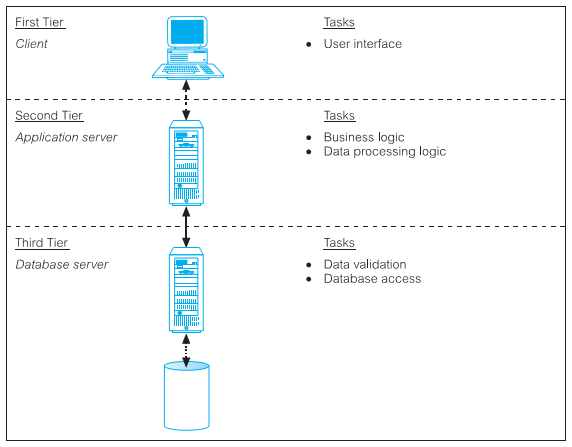 First Tier
Tasks
Client
• User interface
Second Tier
Tasks
Application server
• Business logic
• Data processing logic
Third Tier
Tasks
Database server
• Data validation
• Database access